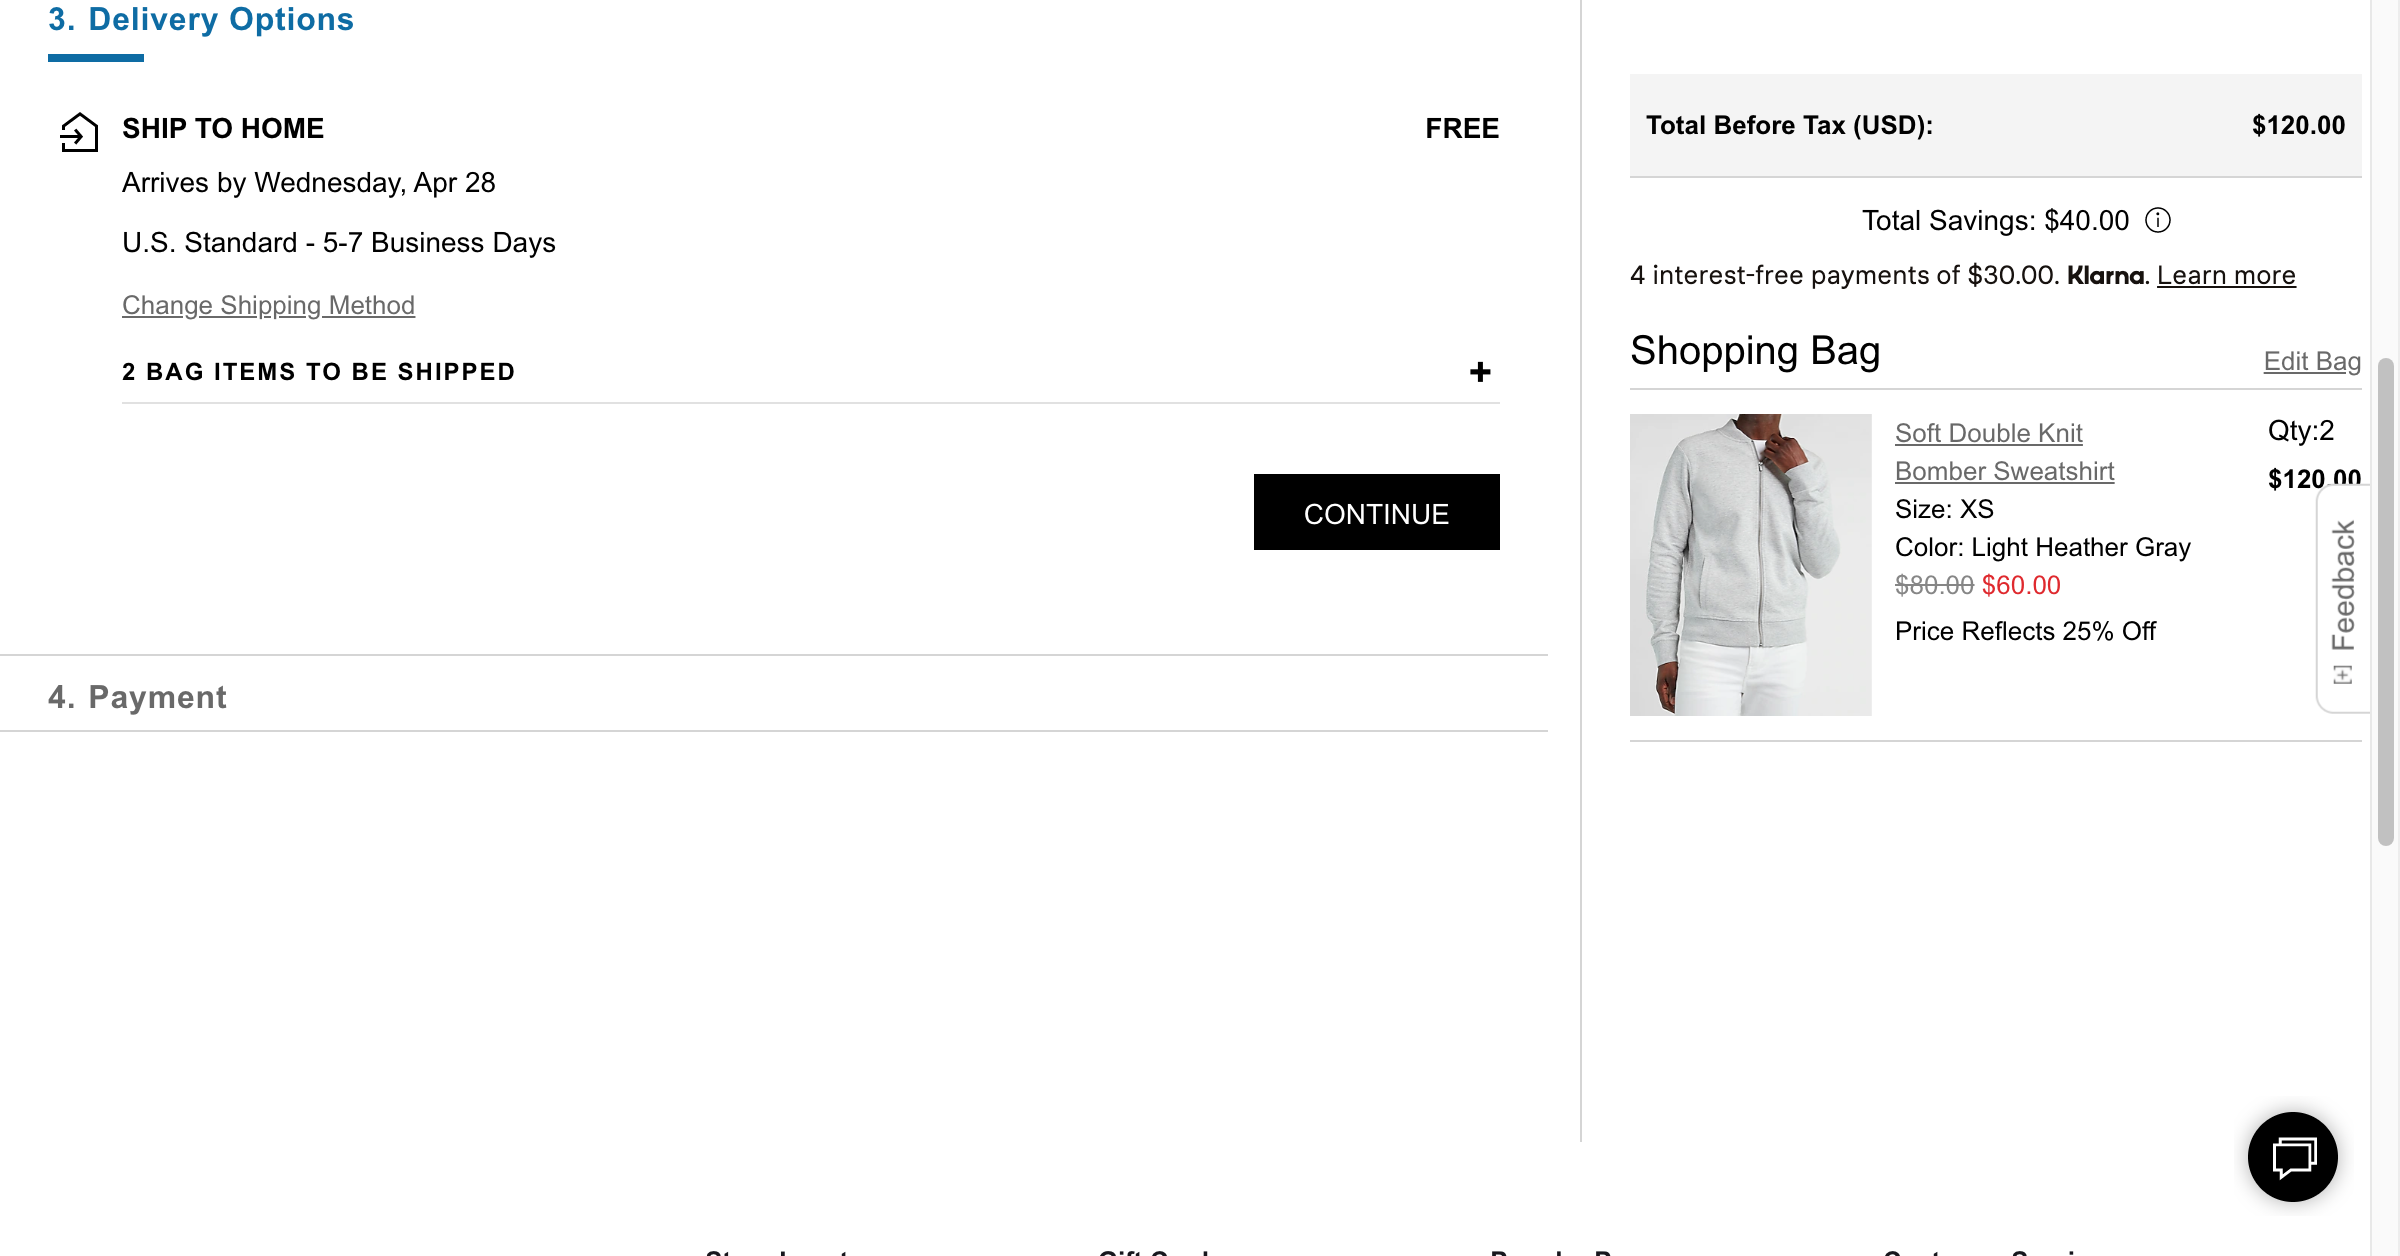 3. Delivery Options
SHIP TO HOME
FREE
Arrives by Wednesday, Apr 28
U.S. Standard - 5-7 Business Days
Change Shipping Method
2 BAG ITEMS TO BE SHIPPED
+
CONTINUE
4. Payment
Total Before Tax (USD):
$120.00
Total Savings: $40.00
4 interest-free payments of $30.00. Klarna. Learn more
Shopping Bag
Edit Bag
Soft Double Knit
Bomber Sweatshirt
Size: XS
Color: Light Heather Gray
$80.00 $60.00
Price Reflects 25% Off
Qty:2
$120.00
[+] Feedback